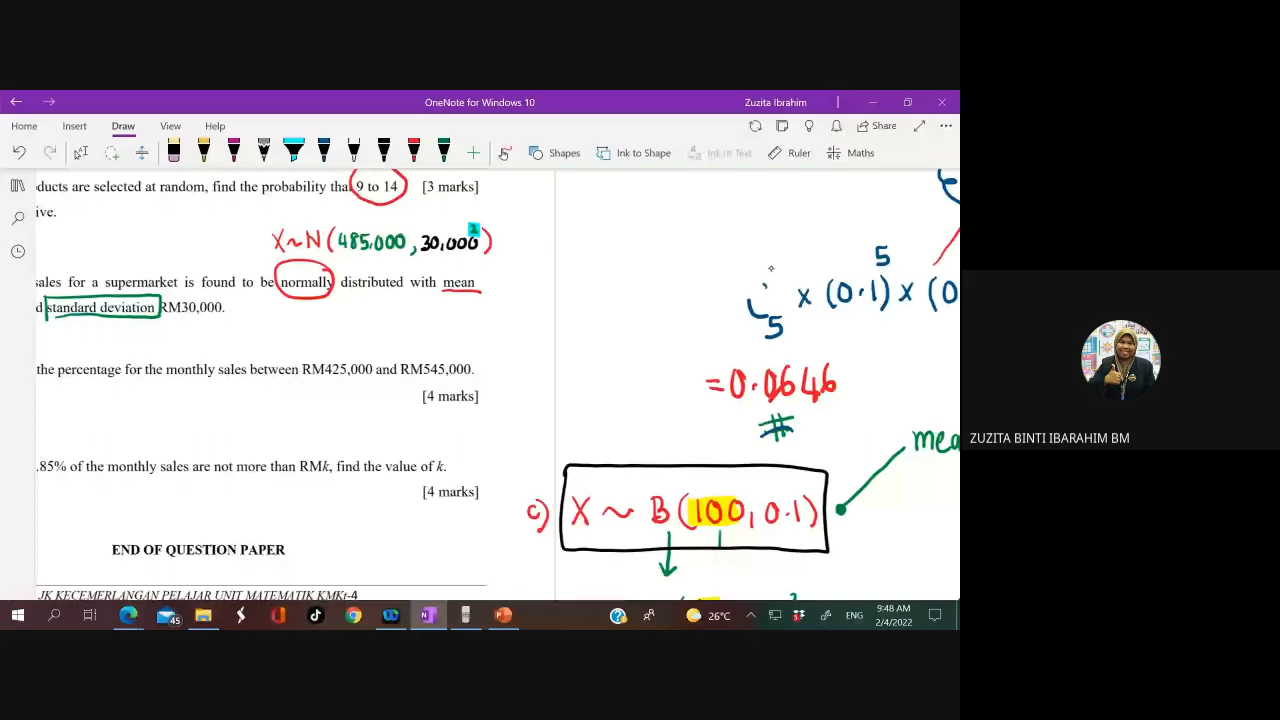 OneNote for Windows 10
Zuzita Ibrahim
Home Insert Draw View Help
Share
Shapes Ink to Shape Ink to Text Ruler Maths
ducts are selected at random, find the probability tha 9 to 14 [3 marks]
ive.
X~N(485,000, 30,000²)
sales for a supermarket is found to be normally distributed with mean
d standard deviation RM30,000.
the percentage for the monthly sales between RM425,000 and RM545,000.
[4 marks]
.85% of the monthly sales are not more than RMk, find the value of k.
[4 marks]
END OF QUESTION PAPER
JK KECEMERLANGAN PELAJAR UNIT MATEMATIK KMKt-4
C 5 × (0.1)⁵ × (0
= 0.0646
#
mea
c) X ~ B(100, 0.1)
ZUZITA BINTI IBARAHIM BM
45
26°C
ENG
9:48 AM
2/4/2022